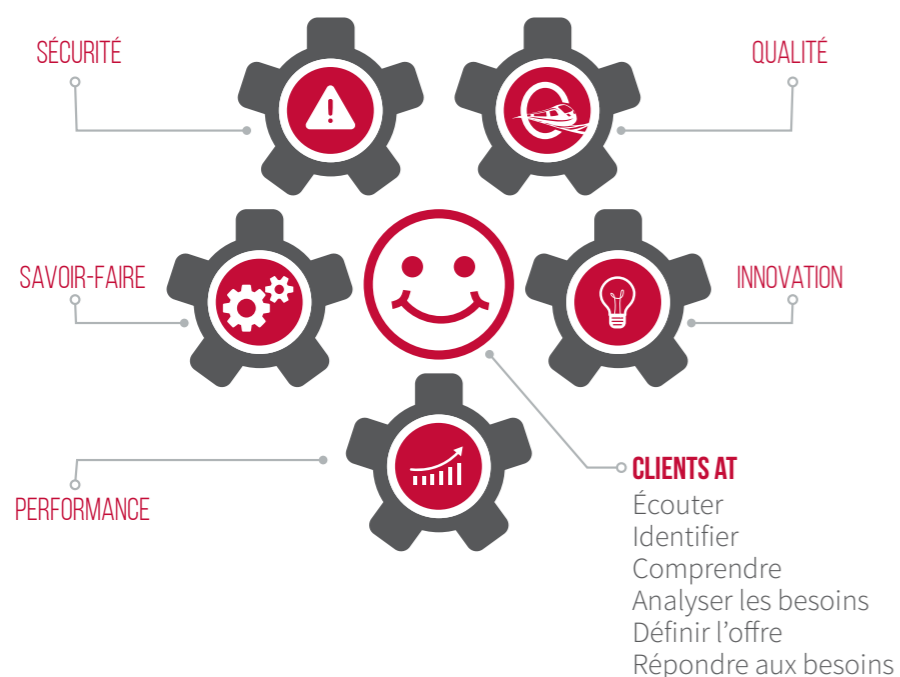 SÉCURITÉ
QUALITÉ
SAVOIR-FAIRE
INNOVATION
PERFORMANCE
CLIENTS AT
Écouter
Identifier
Comprendre
Analyser les besoins
Définir l’offre
Répondre aux besoins